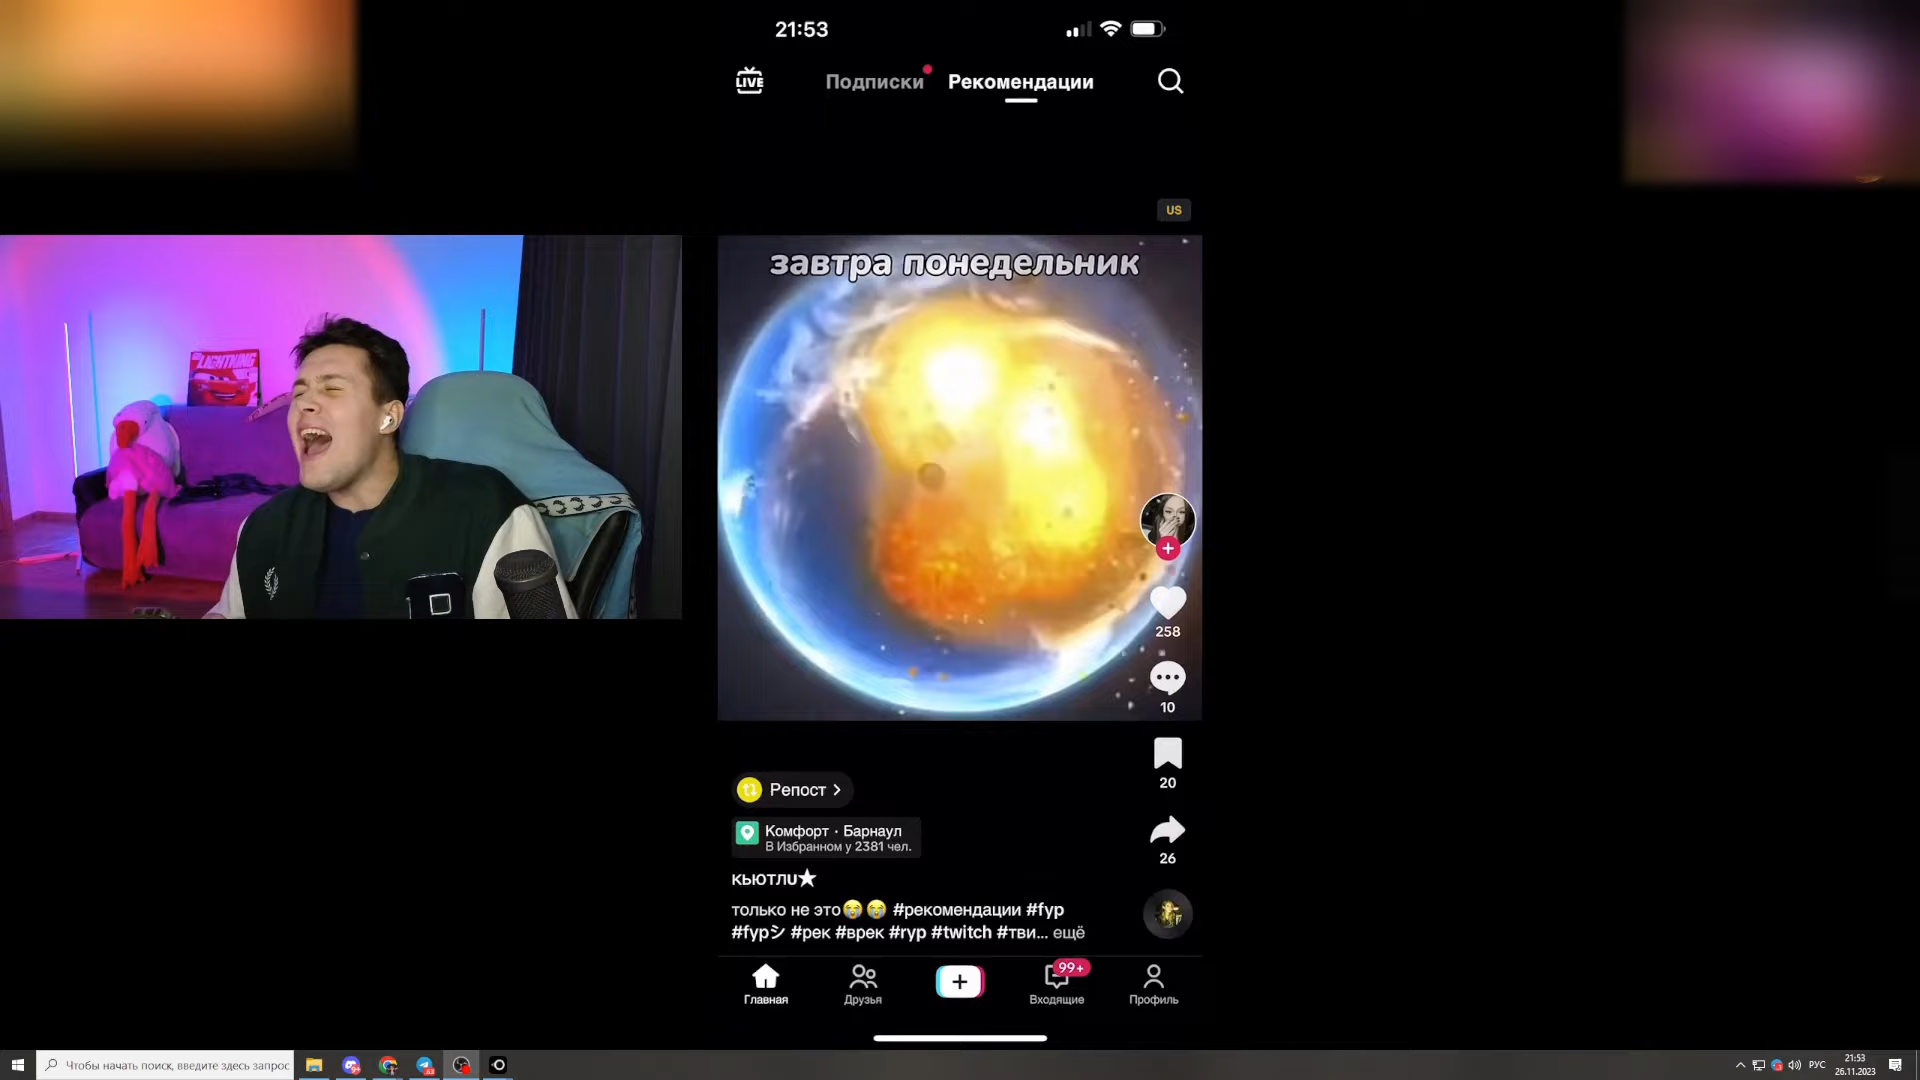 21:53
LIVE
Подписки
Рекомендации
US
завтра понедельник
LIGHTNING
258
10
20
Репост
Комфорт · Барнаул
В Избранном у 2381 чел.
26
кьютлu★
только не это😭😭 #рекомендации #fyp
#fypシ #рек #врек #ryp #twitch #тви... ещё
99+
Главная
Друзья
Входящие
Профиль
Чтобы начать поиск, введите здесь запрос
РУС
21:53
26.11.2023